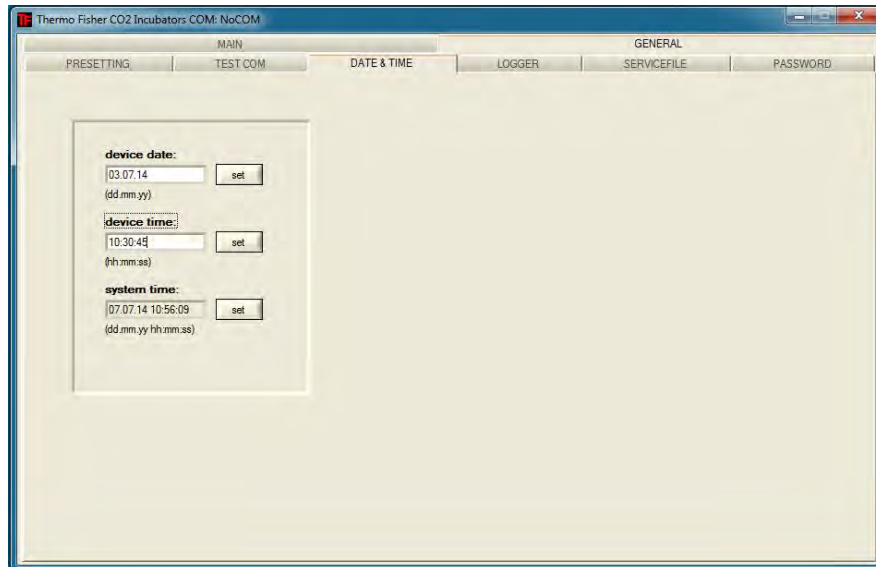 TF Thermo Fisher CO2 Incubators COM: NoCOM
MAIN GENERAL
PRESETTING TEST COM DATE & TIME LOGGER SERVICEFILE PASSWORD
device date:
03.07.14 set
(dd.mm.yy)
device time:
10:30:45 set
(hh:mm:ss)
system time:
07.07.14 10:56:09 set
(dd.mm.yy hh:mm:ss)